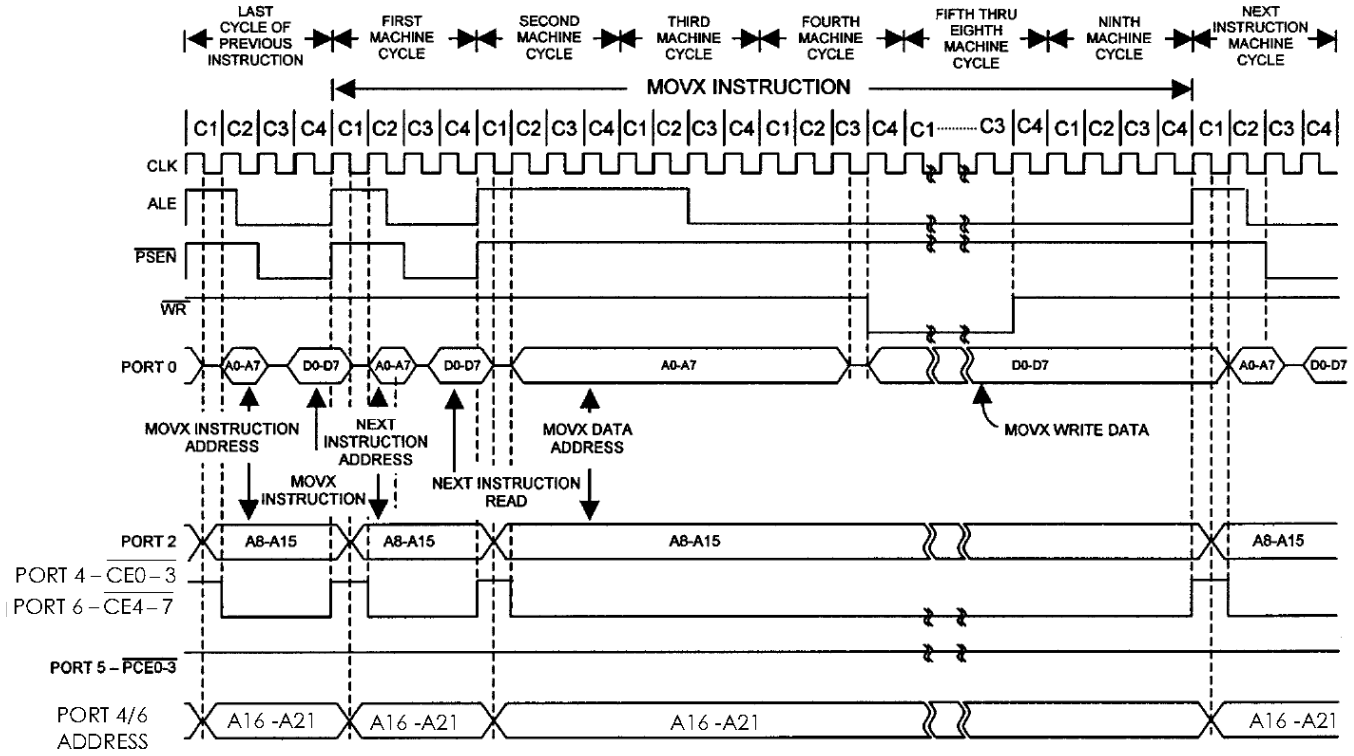 LAST
CYCLE OF
PREVIOUS
INSTRUCTION
FIRST
MACHINE
CYCLE
SECOND
MACHINE
CYCLE
THIRD
MACHINE
CYCLE
FOURTH
MACHINE
CYCLE
FIFTH THRU
EIGHTH
MACHINE
CYCLE
NINTH
MACHINE
CYCLE
NEXT
INSTRUCTION
MACHINE
CYCLE
MOVX INSTRUCTION
C1 C2 C3 C4 C1 C2 C3 C4 C1 C2 C3 C4 C1 C2 C3 C4 C1 C2 C3 C4 C1 ········ C3 C4 C1 C2 C3 C4 C1 C2 C3 C4
CLK
ALE
PSEN
WR
PORT 0 A0-A7 D0-D7 A0-A7 D0-D7 A0-A7 D0-D7 A0-A7 D0-D7
MOVX INSTRUCTION
ADDRESS
NEXT
INSTRUCTION
ADDRESS
MOVX DATA
ADDRESS
MOVX WRITE DATA
MOVX
INSTRUCTION
NEXT INSTRUCTION
READ
PORT 2 A8-A15 A8-A15 A8-A15 A8-A15
PORT 4 – CE0 – 3
PORT 6 – CE4 – 7
PORT 5 – PCE0-3
PORT 4/6
ADDRESS
A16 -A21 A16 -A21 A16 -A21 A16 -A21